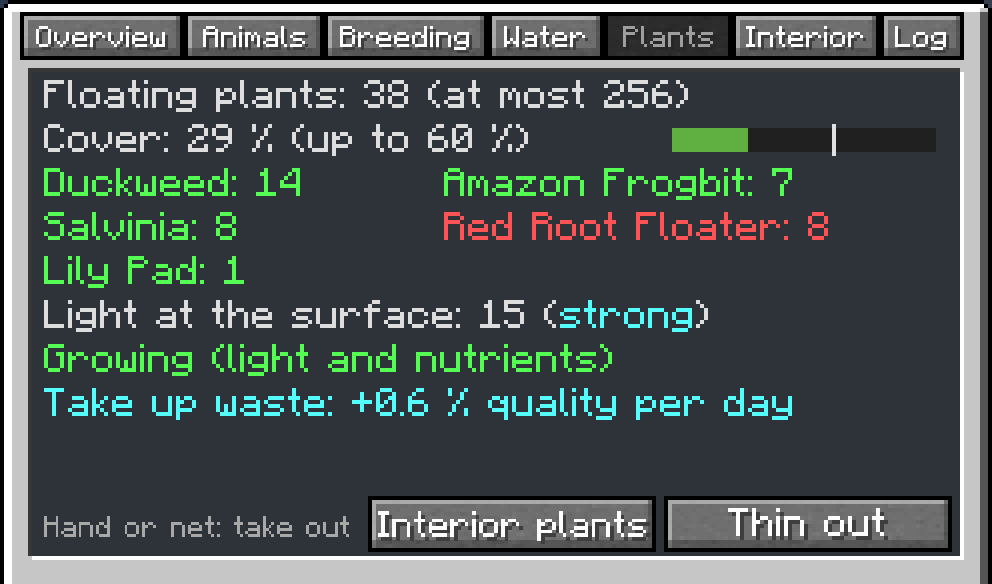 Overview Animals Breeding Water Plants Interior Log
Floating plants: 38 (at most 256)
Cover: 29 % (up to 60 %)
Duckweed: 14 Amazon Frogbit: 7
Salvinia: 8 Red Root Floater: 8
Lily Pad: 1
Light at the surface: 15 (strong)
Growing (light and nutrients)
Take up waste: +0.6 % quality per day
Hand or net: take out Interior plants Thin out